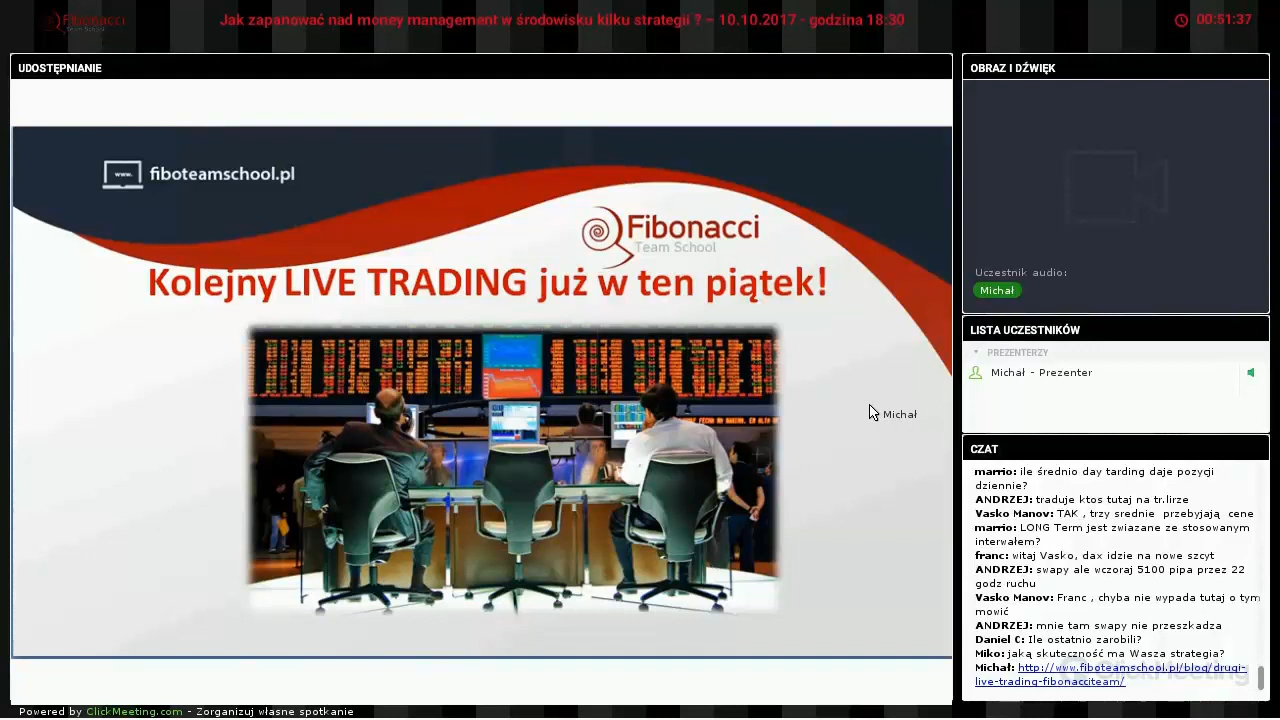 Fibonacci
Team School
Jak zapanować nad money management w środowisku kilku strategii ? – 10.10.2017 - godzina 18:30
00:51:37
UDOSTĘPNIANIE
www.
fiboteamschool.pl
Fibonacci
Team School
Kolejny LIVE TRADING już w ten piątek!
Michał
OBRAZ I DŹWIĘK
Uczestnik audio:
Michał
LISTA UCZESTNIKÓW
PREZENTERZY
Michał - Prezenter
CZAT
marrio: ile średnio day tarding daje pozycji
dziennie?
ANDRZEJ: traduje ktos tutaj na tr.lirze
Vasko Manov: TAK , trzy srednie przebyjają cene
marrio: LONG Term jest zwiazane ze stosowanym
interwałem?
franc: witaj Vasko, dax idzie na nowe szcyt
ANDRZEJ: swapy ale wczoraj 5100 pipa przez 22
godz ruchu
Vasko Manov: Franc , chyba nie wypada tutaj o tym
mowić
ANDRZEJ: mnie tam swapy nie przeszkadza
Daniel C: Ile ostatnio zarobili?
Miko: jaką skuteczność ma Wasza strategia?
Michał: http://www.fiboteamschool.pl/blog/drugi-
live-trading-fibonacciteam/
ClickMeeting
Powered by ClickMeeting.com - Zorganizuj własne spotkanie